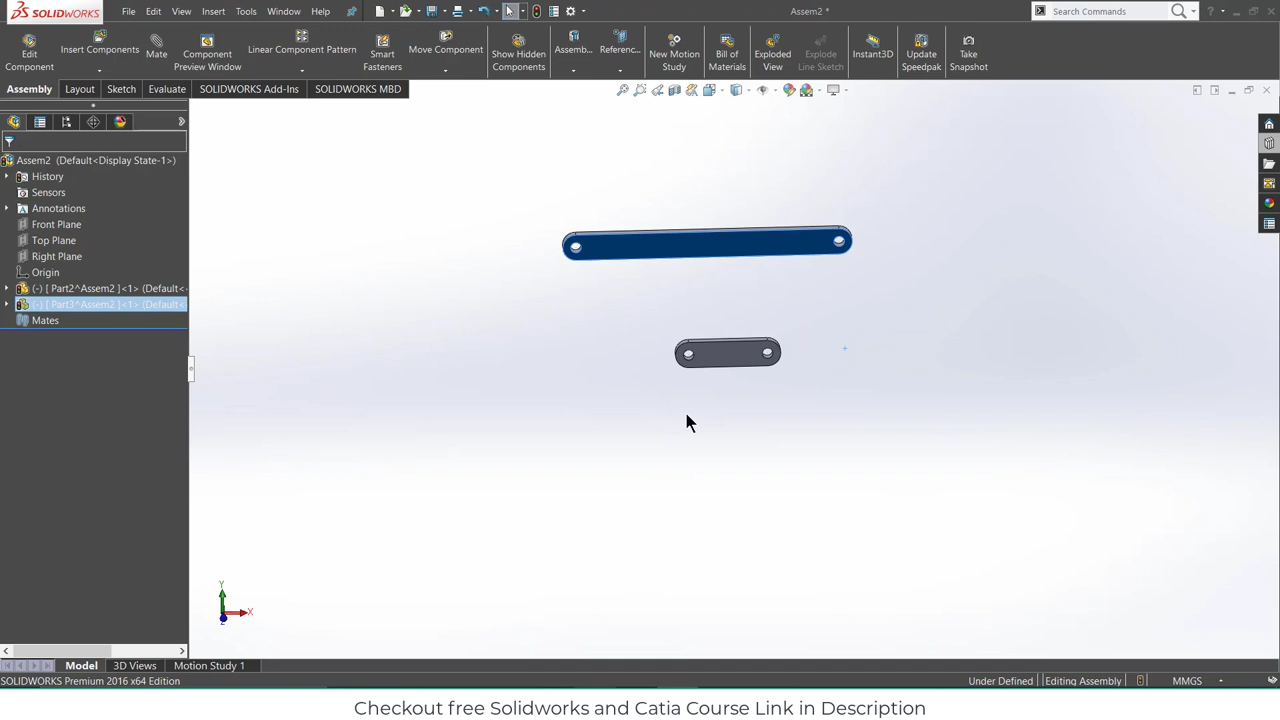 SOLIDWORKS File Edit View Insert Tools Window Help Assem2 * Search Commands ?
Edit Component
Insert Components
Mate
Component Preview Window
Linear Component Pattern
Smart Fasteners
Move Component
Show Hidden Components
Assemb...
Referenc...
New Motion Study
Bill of Materials
Exploded View
Explode Line Sketch
Instant3D
Update Speedpak
Take Snapshot
Assembly Layout Sketch Evaluate SOLIDWORKS Add-Ins SOLIDWORKS MBD
Assem2 (Default<Display State-1>)
History
Sensors
Annotations
Front Plane
Top Plane
Right Plane
Origin
(-) [ Part2^Assem2 ]<1> (Default<
(-) [ Part3^Assem2 ]<1> (Default<
Mates
Y
X
Z
Model 3D Views Motion Study 1
SOLIDWORKS Premium 2016 x64 Edition Under Defined Editing Assembly MMGS
Checkout free Solidworks and Catia Course Link in Description